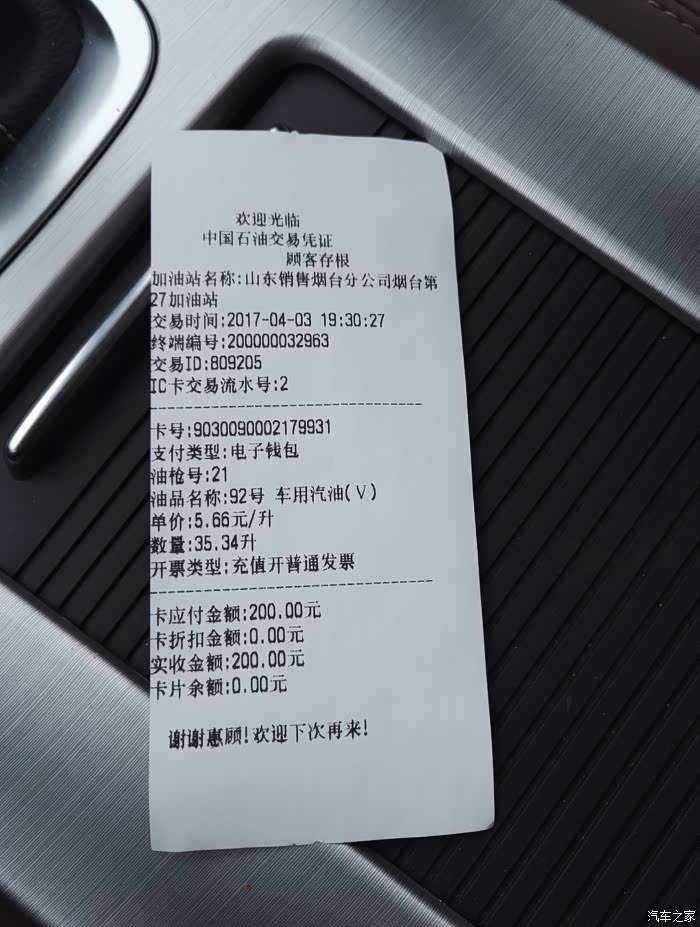 欢迎光临
中国石油交易凭证
顾客存根
加油站名称:山东销售烟台分公司烟台第
27加油站
交易时间:2017-04-03 19:30:27
终端编号:200000032963
交易ID:809205
IC卡交易流水号:2
--------------------------------
卡号:9030090002179931
支付类型:电子钱包
油枪号:21
油品名称:92号 车用汽油(Ⅴ)
单价:5.66元/升
数量:35.34升
开票类型:充值开普通发票
--------------------------------
卡应付金额:200.00元
卡折扣金额:0.00元
实收金额:200.00元
卡片余额:0.00元
谢谢惠顾!欢迎下次再来!
汽车之家